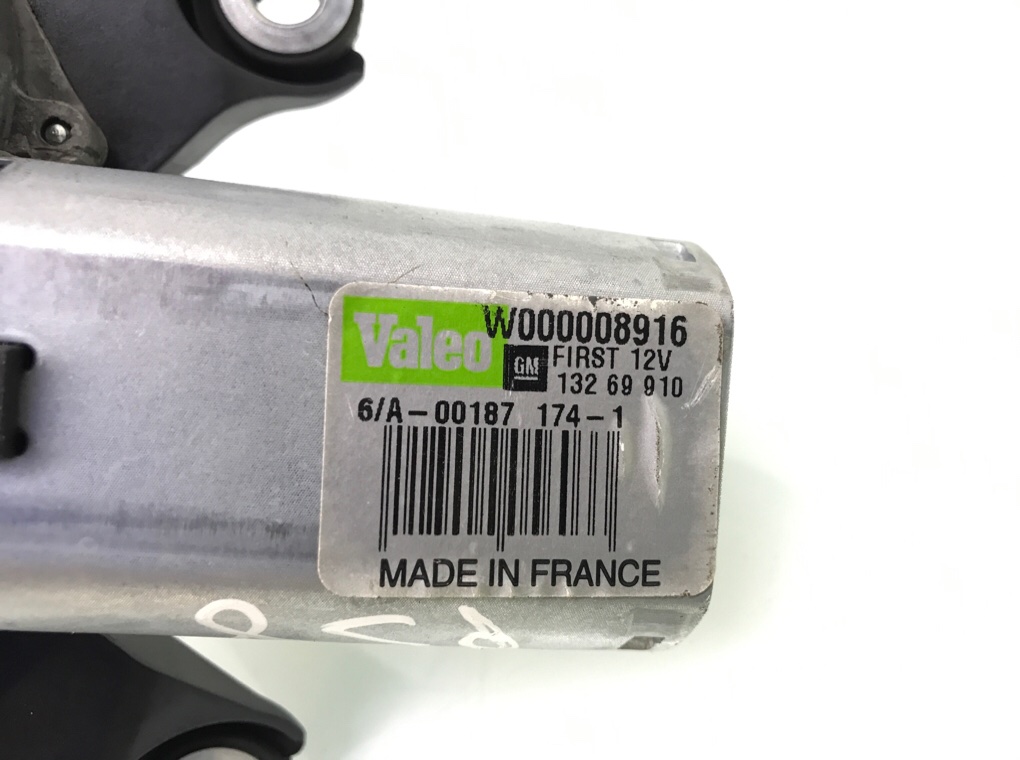 Valeo W000008916
GM FIRST 12V
132 69 910
6/A-00187 174-1
MADE IN FRANCE